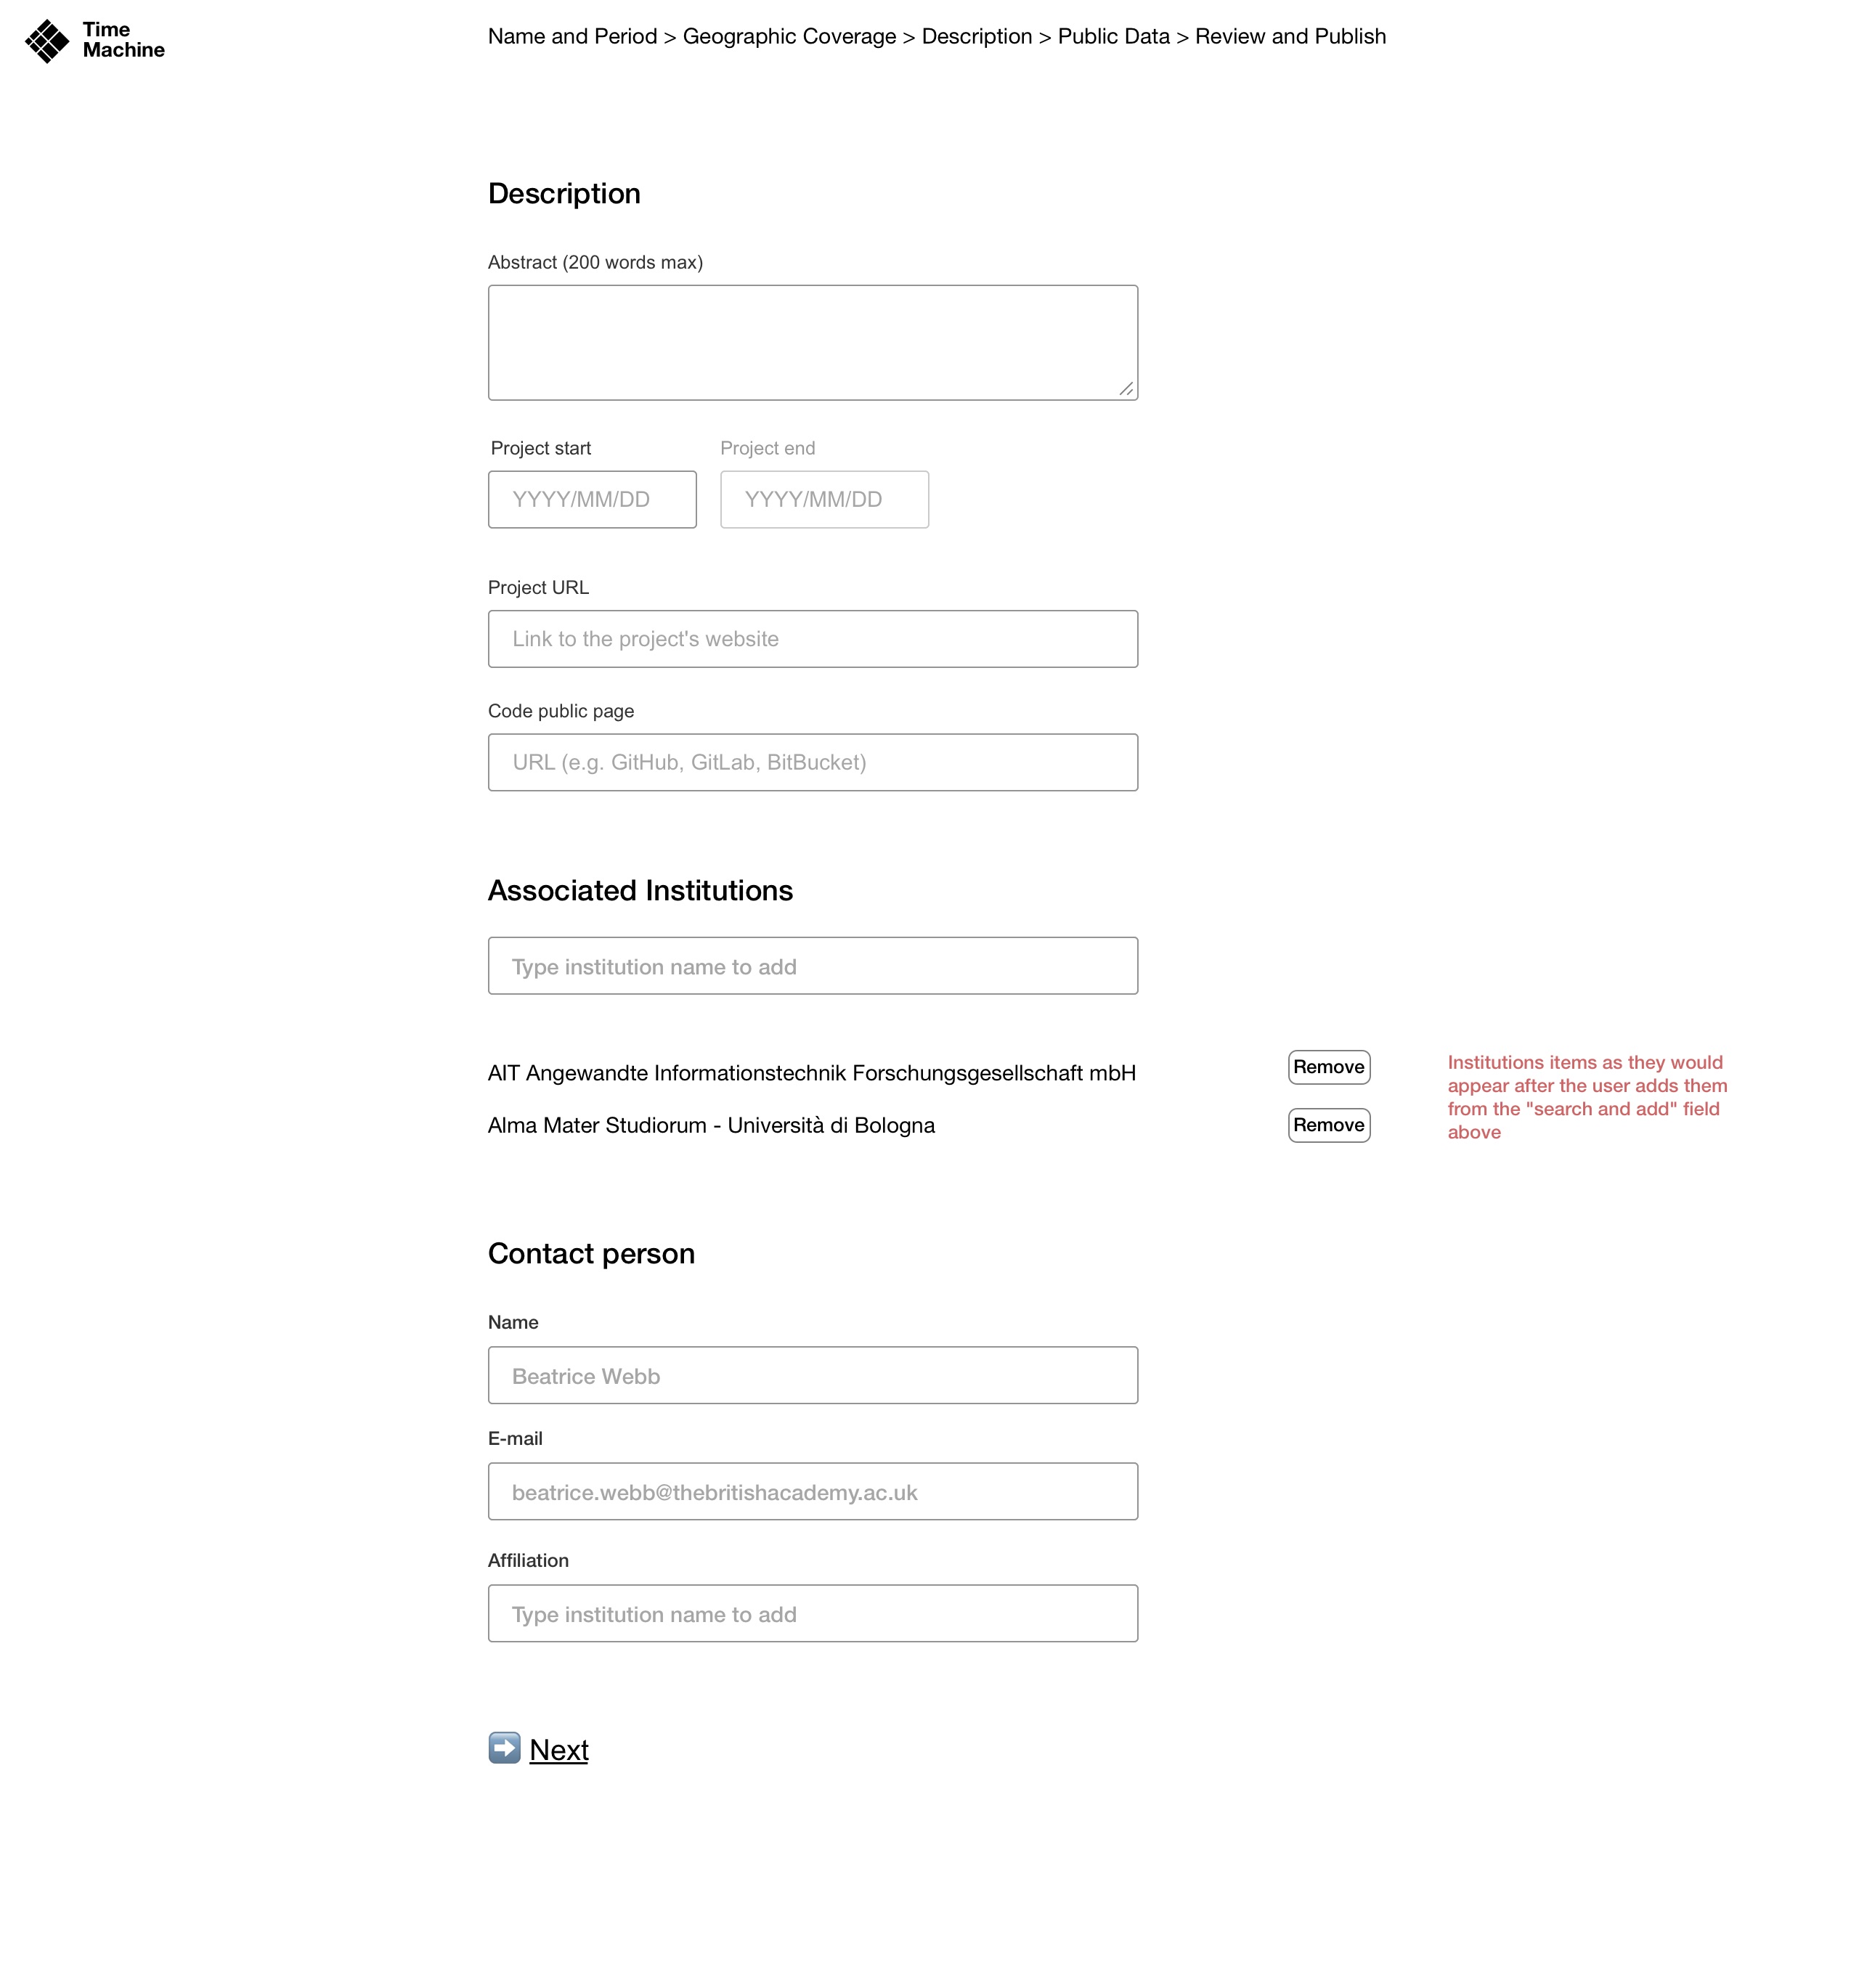 Time
Machine
Name and Period > Geographic Coverage > Description > Public Data > Review and Publish
Description
Abstract (200 words max)
Project start
Project end
YYYY/MM/DD
YYYY/MM/DD
Project URL
Link to the project's website
Code public page
URL (e.g. GitHub, GitLab, BitBucket)
Associated Institutions
Type institution name to add
AIT Angewandte Informationstechnik Forschungsgesellschaft mbH
Remove
Alma Mater Studiorum - Università di Bologna
Remove
Institutions items as they would
appear after the user adds them
from the "search and add" field
above
Contact person
Name
Beatrice Webb
E-mail
beatrice.webb@thebritishacademy.ac.uk
Affiliation
Type institution name to add
Next